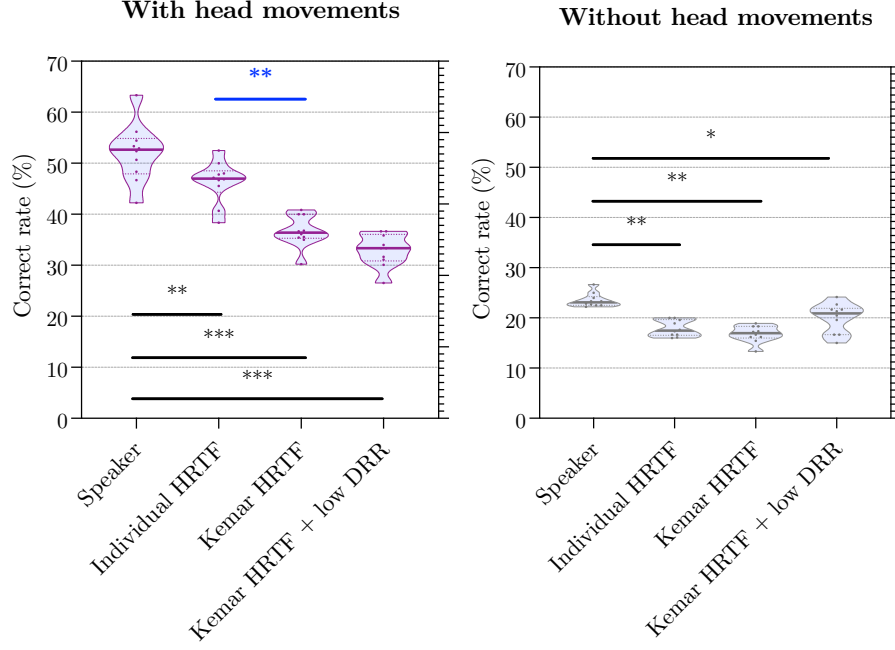 With head movements
70
60
50
40
30
20
10
0
Correct rate (%)
**
**
***
***
Speaker
Individual HRTF
Kemar HRTF
Kemar HRTF + low DRR
Without head movements
70
60
50
40
30
20
10
0
Correct rate (%)
*
**
**
Speaker
Individual HRTF
Kemar HRTF
Kemar HRTF + low DRR